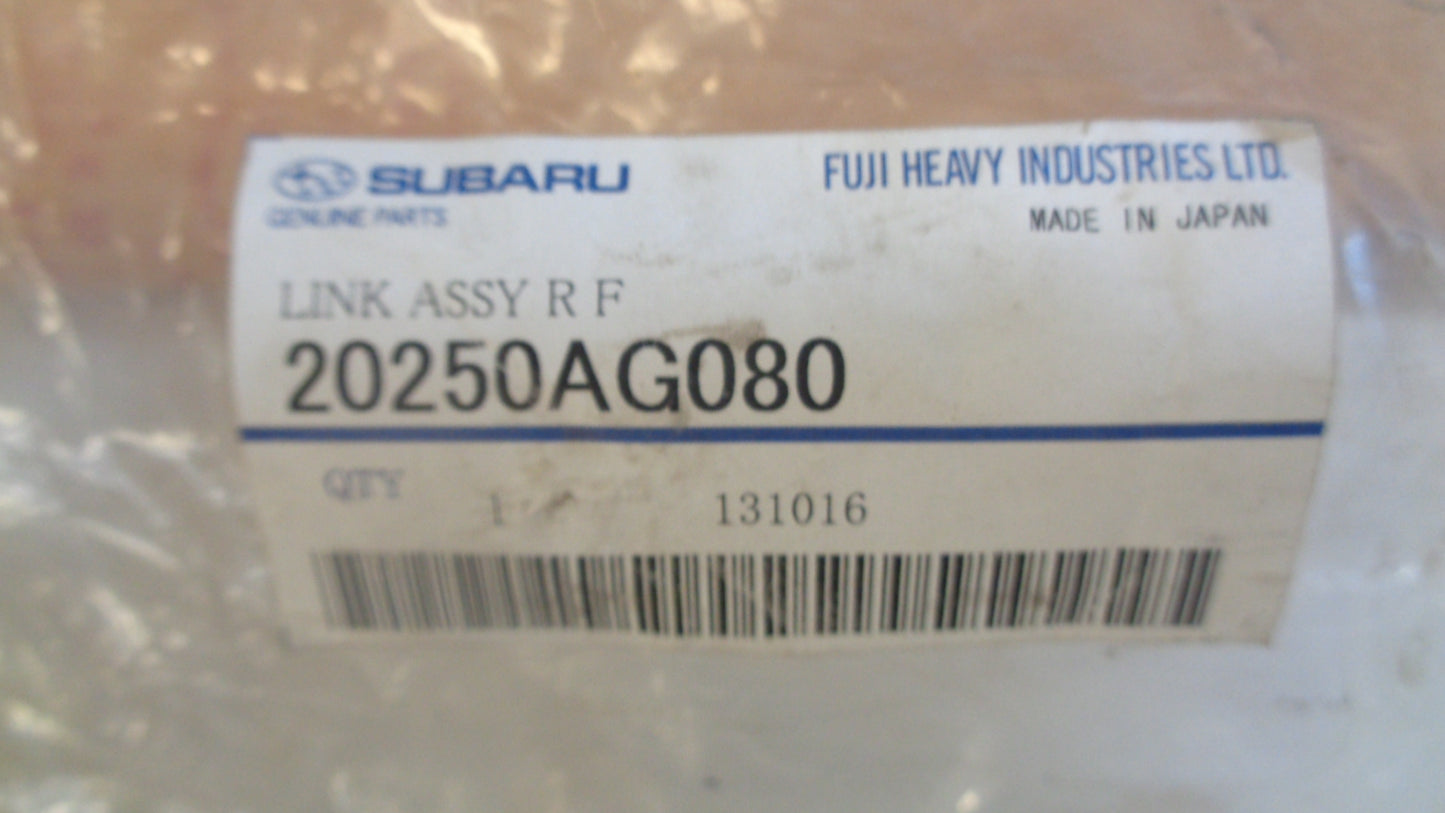 SUBARU FUJI HEAVY INDUSTRIES LTD.
GENUINE PARTS MADE IN JAPAN
LINK ASSY R F
20250AG080
QTY 1 131016